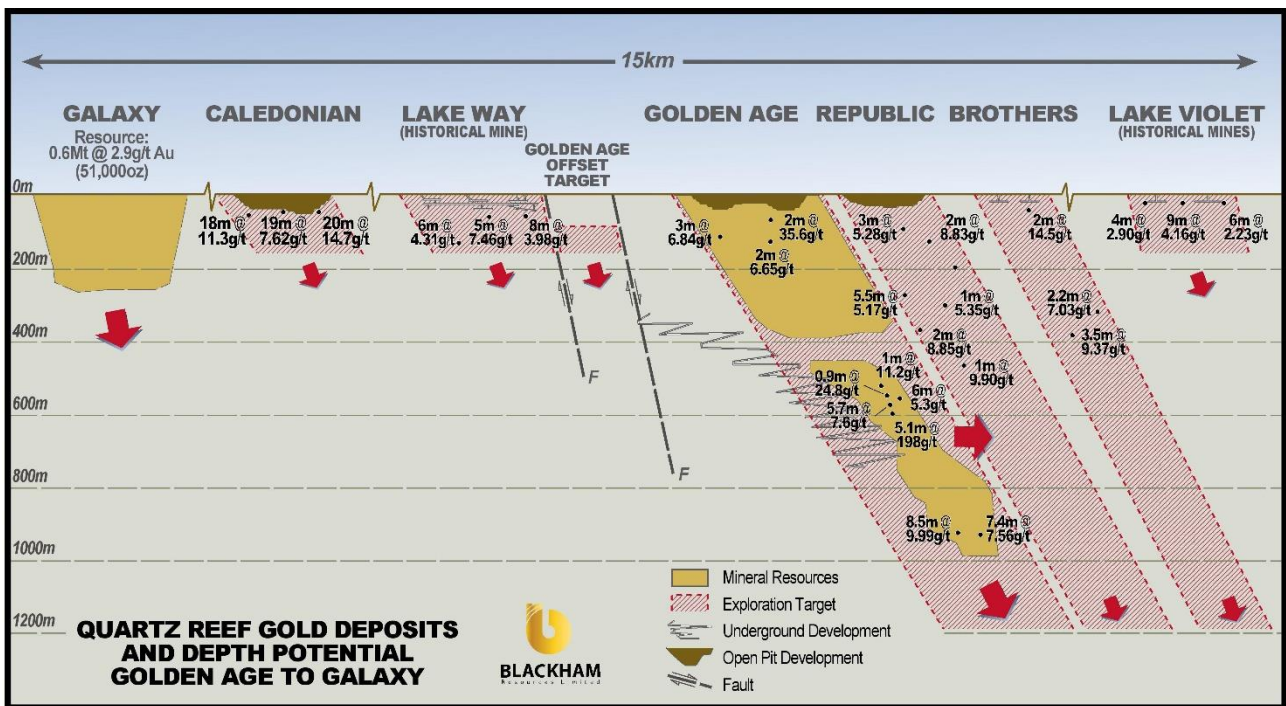 15km
GALAXY
Resource:
0.6Mt @ 2.9g/t Au
(51,000oz)
CALEDONIAN
LAKE WAY
(HISTORICAL MINE)
GOLDEN AGE
OFFSET
TARGET
GOLDEN AGE
REPUBLIC
BROTHERS
LAKE VIOLET
(HISTORICAL MINES)
0m
200m
400m
600m
800m
1000m
1200m
18m @
11.3g/t
19m @
7.62g/t
20m @
14.7g/t
6m @
4.31g/t
5m @
7.46g/t
8m @
3.98g/t
3m @
6.84g/t
2m @
35.6g/t
2m @
6.65g/t
3m @
5.28g/t
2m @
8.83g/t
2m @
14.5g/t
4m @
2.90g/t
9m @
4.16g/t
6m @
2.23g/t
5.5m @
5.17g/t
1m @
5.35g/t
2.2m @
7.03g/t
2m @
8.85g/t
3.5m @
9.37g/t
1m @
11.2g/t
1m @
9.90g/t
0.9m @
24.8g/t
6m @
5.3g/t
5.7m @
7.6g/t
5.1m @
198g/t
8.5m @
9.99g/t
7.4m @
7.56g/t
F
F
QUARTZ REEF GOLD DEPOSITS
AND DEPTH POTENTIAL
GOLDEN AGE TO GALAXY
BLACKHAM
Resources Limited
Mineral Resources
Exploration Target
Underground Development
Open Pit Development
Fault